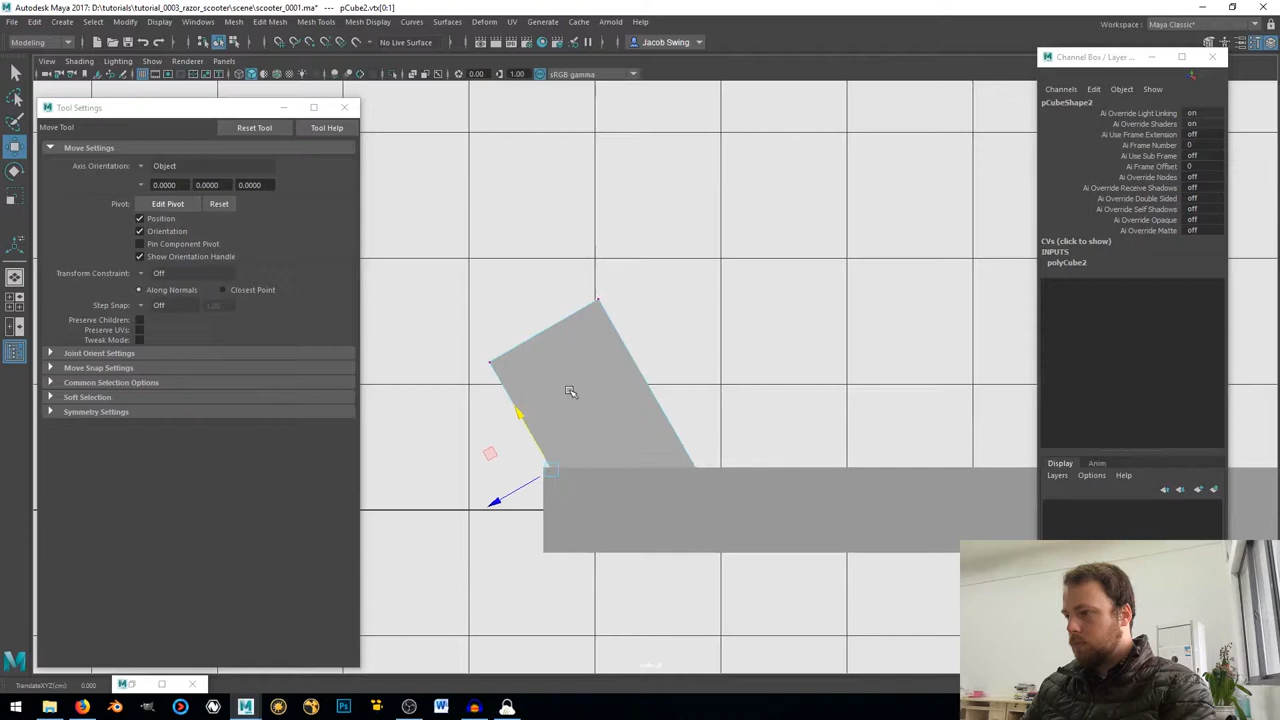 Autodesk Maya 2017: D:\tutorials\tutorial_0003_razor_scooter\scene\scooter_0001.ma* --- pCube2.vtx[0:1]
File Edit Create Select Modify Display Windows Mesh Edit Mesh Mesh Tools Mesh Display Curves Surfaces Deform UV Generate Cache Arnold Help
Workspace: Maya Classic*
Modeling
No Live Surface
Jacob Swing
View Shading Lighting Show Renderer Panels
0.00 1.00 sRGB gamma
Tool Settings
Move Tool Reset Tool Tool Help
Move Settings
Axis Orientation: Object
0.0000 0.0000 0.0000
Pivot: Edit Pivot Reset
Position
Orientation
Pin Component Pivot
Show Orientation Handle
Transform Constraint: Off
Along Normals Closest Point
Step Snap: Off 1.00
Preserve Children:
Preserve UVs:
Tweak Mode:
Joint Orient Settings
Move Snap Settings
Common Selection Options
Soft Selection
Symmetry Settings
Channel Box / Layer ...
Channels Edit Object Show
pCubeShape2
Ai Override Light Linking on
Ai Override Shaders on
Ai Use Frame Extension off
Ai Frame Number 0
Ai Use Sub Frame off
Ai Frame Offset 0
Ai Override Nodes off
Ai Override Receive Shadows off
Ai Override Double Sided off
Ai Override Self Shadows off
Ai Override Opaque off
Ai Override Matte off
CVs (click to show)
INPUTS
polyCube2
Display Anim
Layers Options Help
TranslateXYZ(cm): 0.000